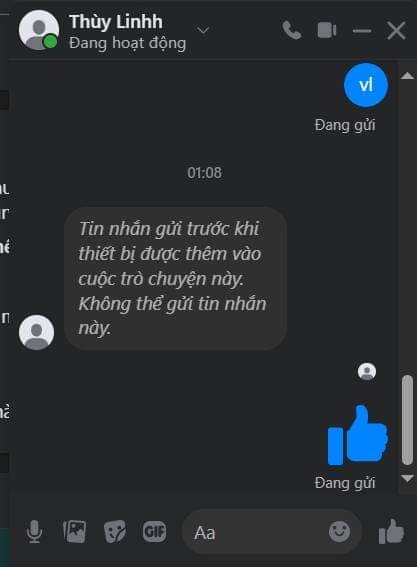 Thùy Linhh
Đang hoạt động
vl
Đang gửi
01:08
Tin nhắn gửi trước khi
thiết bị được thêm vào
cuộc trò chuyện này.
Không thể gửi tin nhắn
này.
Đang gửi
GIF
Aa